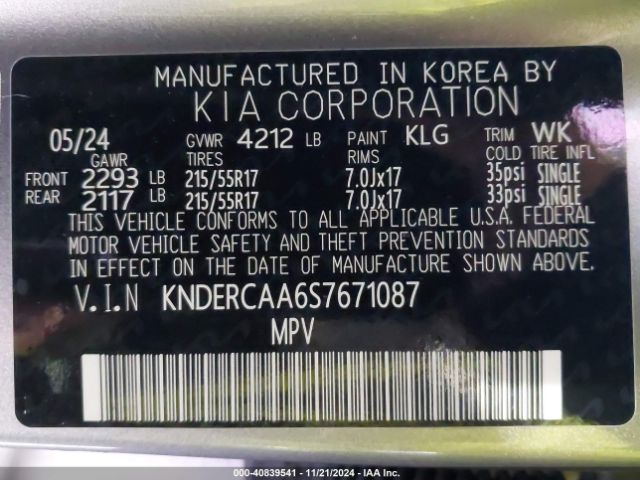 MANUFACTURED IN KOREA BY
KIA CORPORATION
05/24 GVWR 4212 LB PAINT KLG TRIM WK
GAWR TIRES RIMS COLD TIRE INFL
FRONT 2293 LB 215/55R17 7.0Jx17 35psi SINGLE
REAR 2117 LB 215/55R17 7.0Jx17 33psi SINGLE
THIS VEHICLE CONFORMS TO ALL APPLICABLE U.S.A. FEDERAL
MOTOR VEHICLE SAFETY AND THEFT PREVENTION STANDARDS
IN EFFECT ON THE DATE OF MANUFACTURE SHOWN ABOVE.
V.I.N KNDERCAA6S7671087
MPV
000-40839541 - 11/21/2024 - IAA Inc.